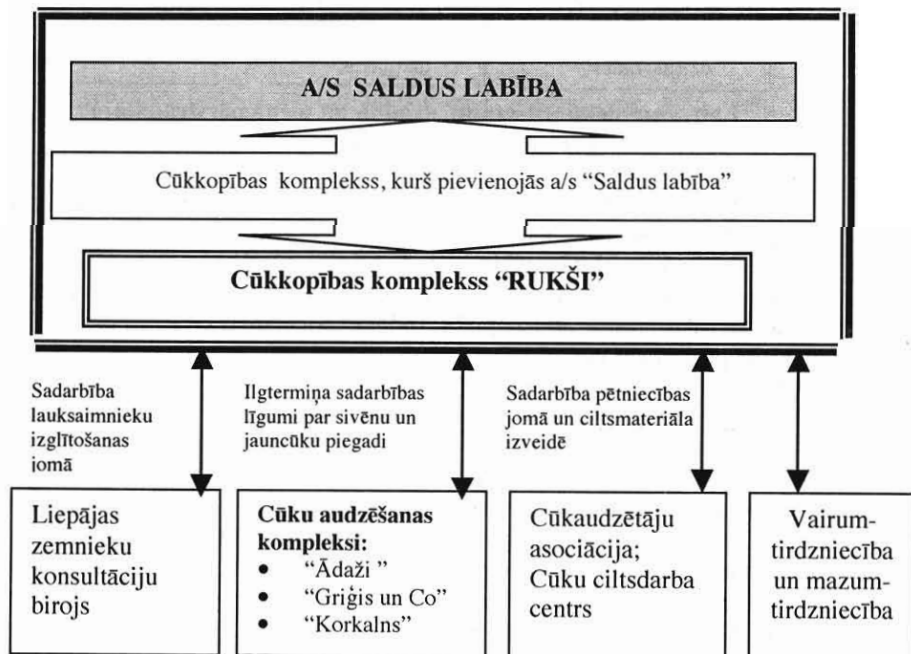 A/S SALDUS LABĪBA
Cūkkopības komplekss, kurš pievienojās a/s “Saldus labība”
Cūkkopības komplekss “RUKŠI”
Sadarbība
lauksaimnieku
izglītošanas
jomā
Ilgtermiņa sadarbības
līgumi par sivēnu un
jauncūku piegadi
Sadarbība pētniecības
jomā un ciltsmateriāla
izveidē
Liepājas
zemnieku
konsultāciju
birojs
Cūku audzēšanas
kompleksi:
• “Ādaži ”
• “Griģis un Co”
• “Korkalns”
Cūkaudzētāju
asociācija;
Cūku ciltsdarba
centrs
Vairum-
tirdzniecība
un mazum-
tirdzniecība